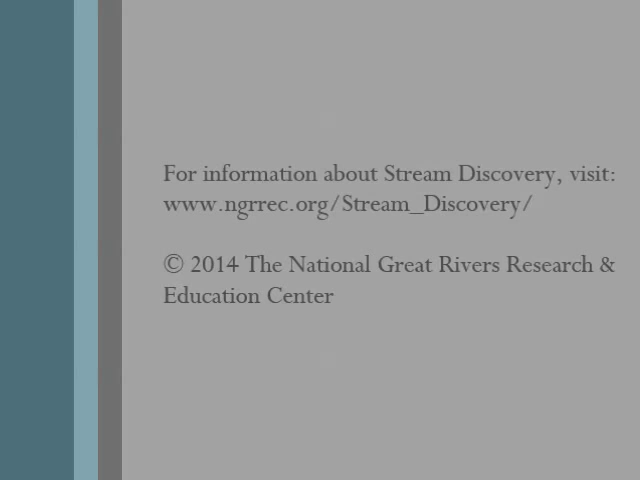 For information about Stream Discovery, visit:
www.ngrrec.org/Stream_Discovery/
© 2014 The National Great Rivers Research &
Education Center